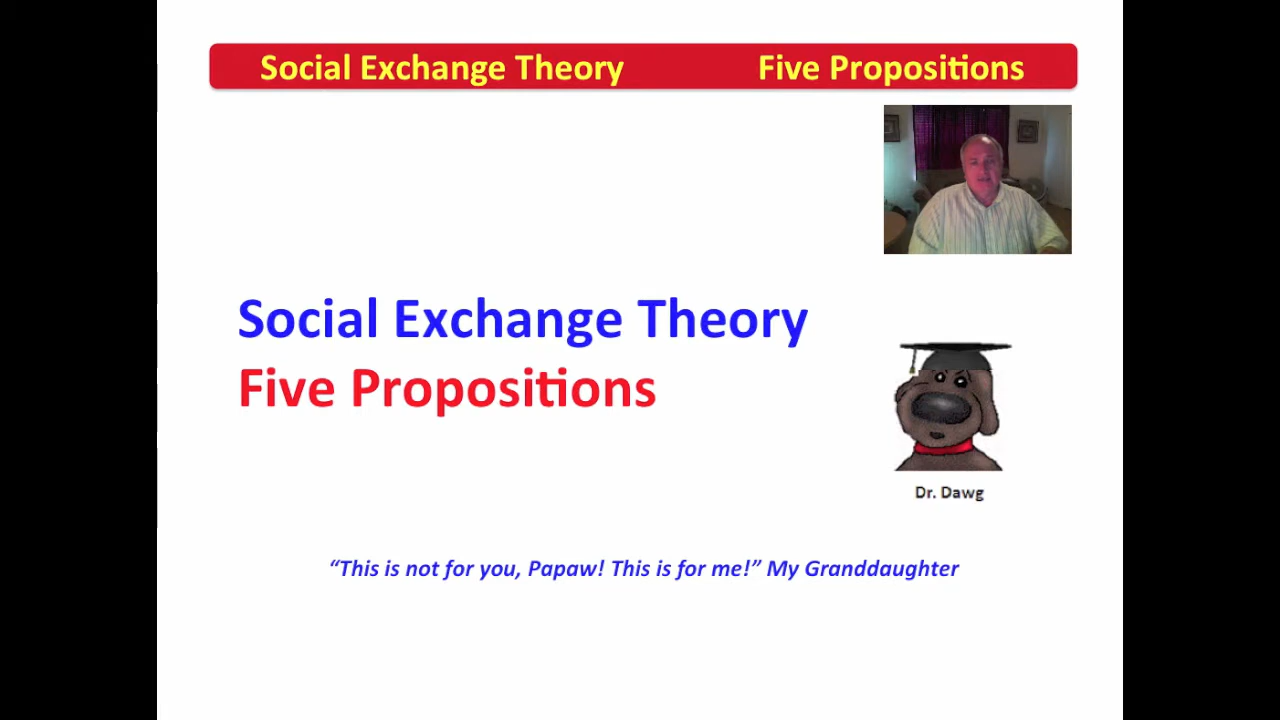 Social Exchange Theory Five Propositions
Social Exchange Theory
Five Propositions
Dr. Dawg
“This is not for you, Papaw! This is for me!” My Granddaughter